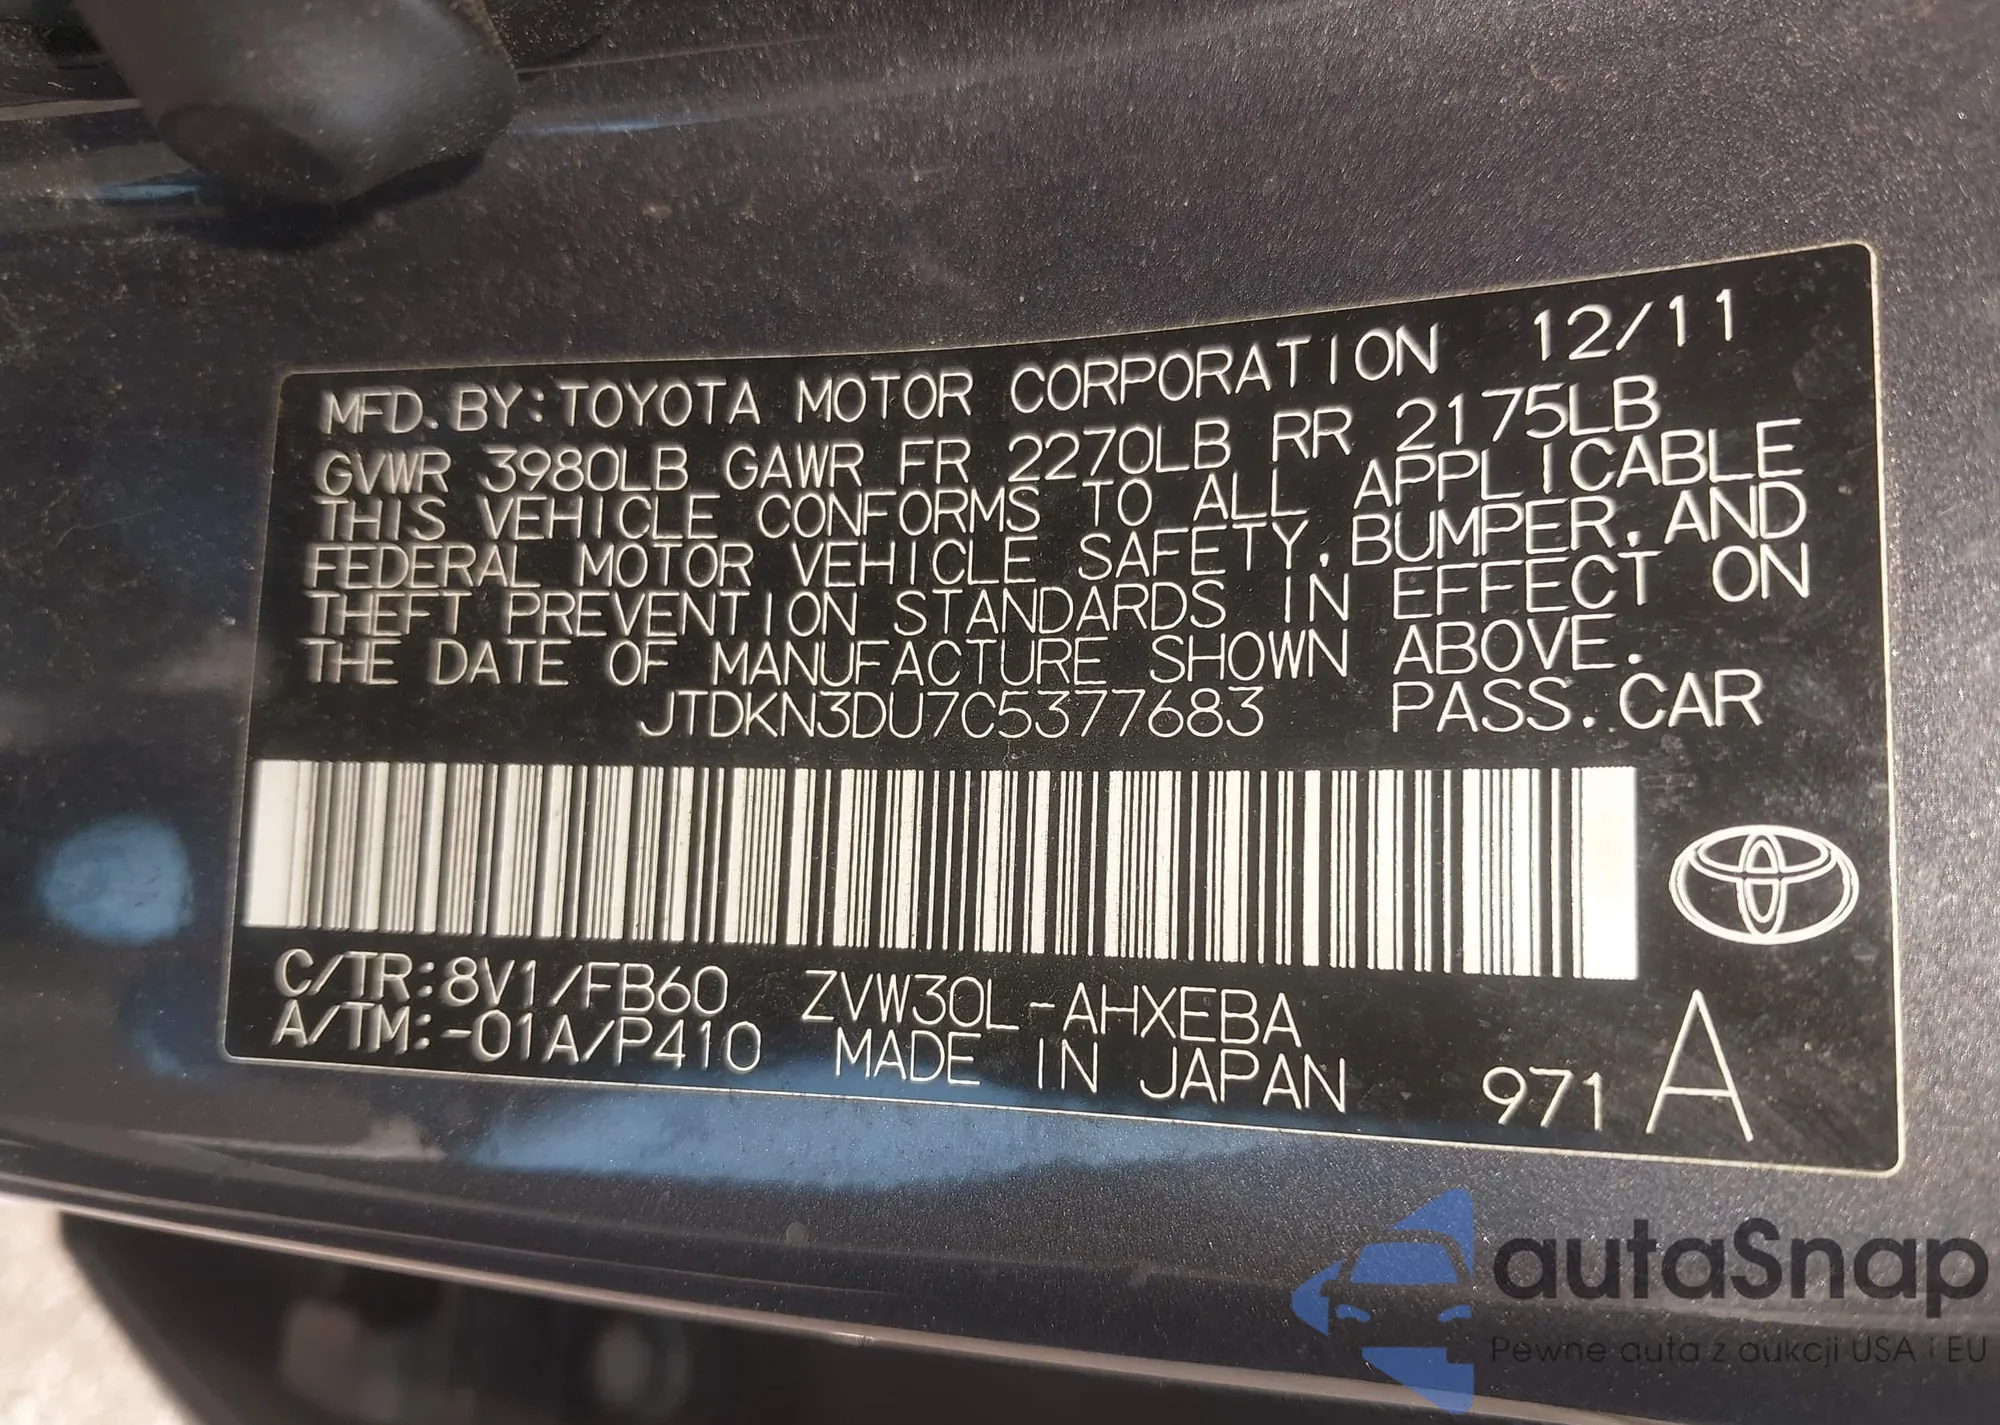 MFD. BY: TOYOTA MOTOR CORPORATION 12/11
GVWR 3980LB GAWR FR 2270LB RR 2175LB
THIS VEHICLE CONFORMS TO ALL APPLICABLE
FEDERAL MOTOR VEHICLE SAFETY, BUMPER, AND
THEFT PREVENTION STANDARDS IN EFFECT ON
THE DATE OF MANUFACTURE SHOWN ABOVE.
JTDKN3DU7C5377683 PASS. CAR
C/TR: 8V1/FB60 ZVW30L-AHXEBA
A/TM: -01A/P410 MADE IN JAPAN 971 A
autaSnap
Pewne auta z aukcji USA i EU